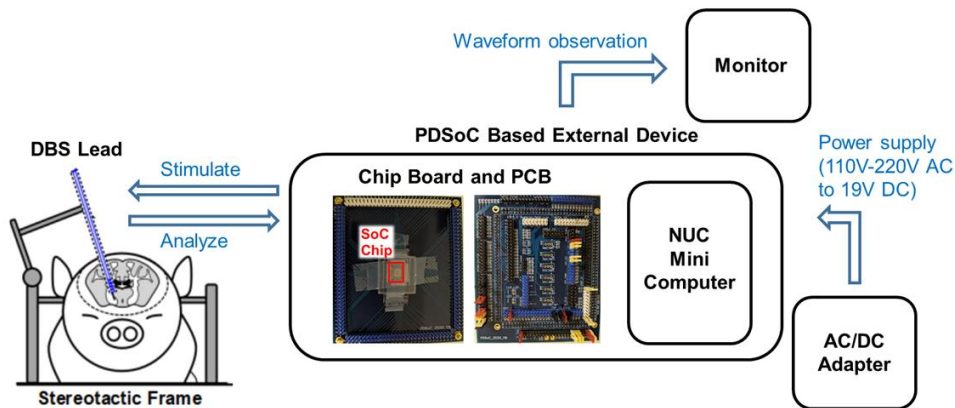 Waveform observation
Monitor
PDSoC Based External Device
DBS Lead
Stimulate
Analyze
Chip Board and PCB
SoC
Chip
NUC
Mini
Computer
Power supply
(110V-220V AC
to 19V DC)
AC/DC
Adapter
Stereotactic Frame